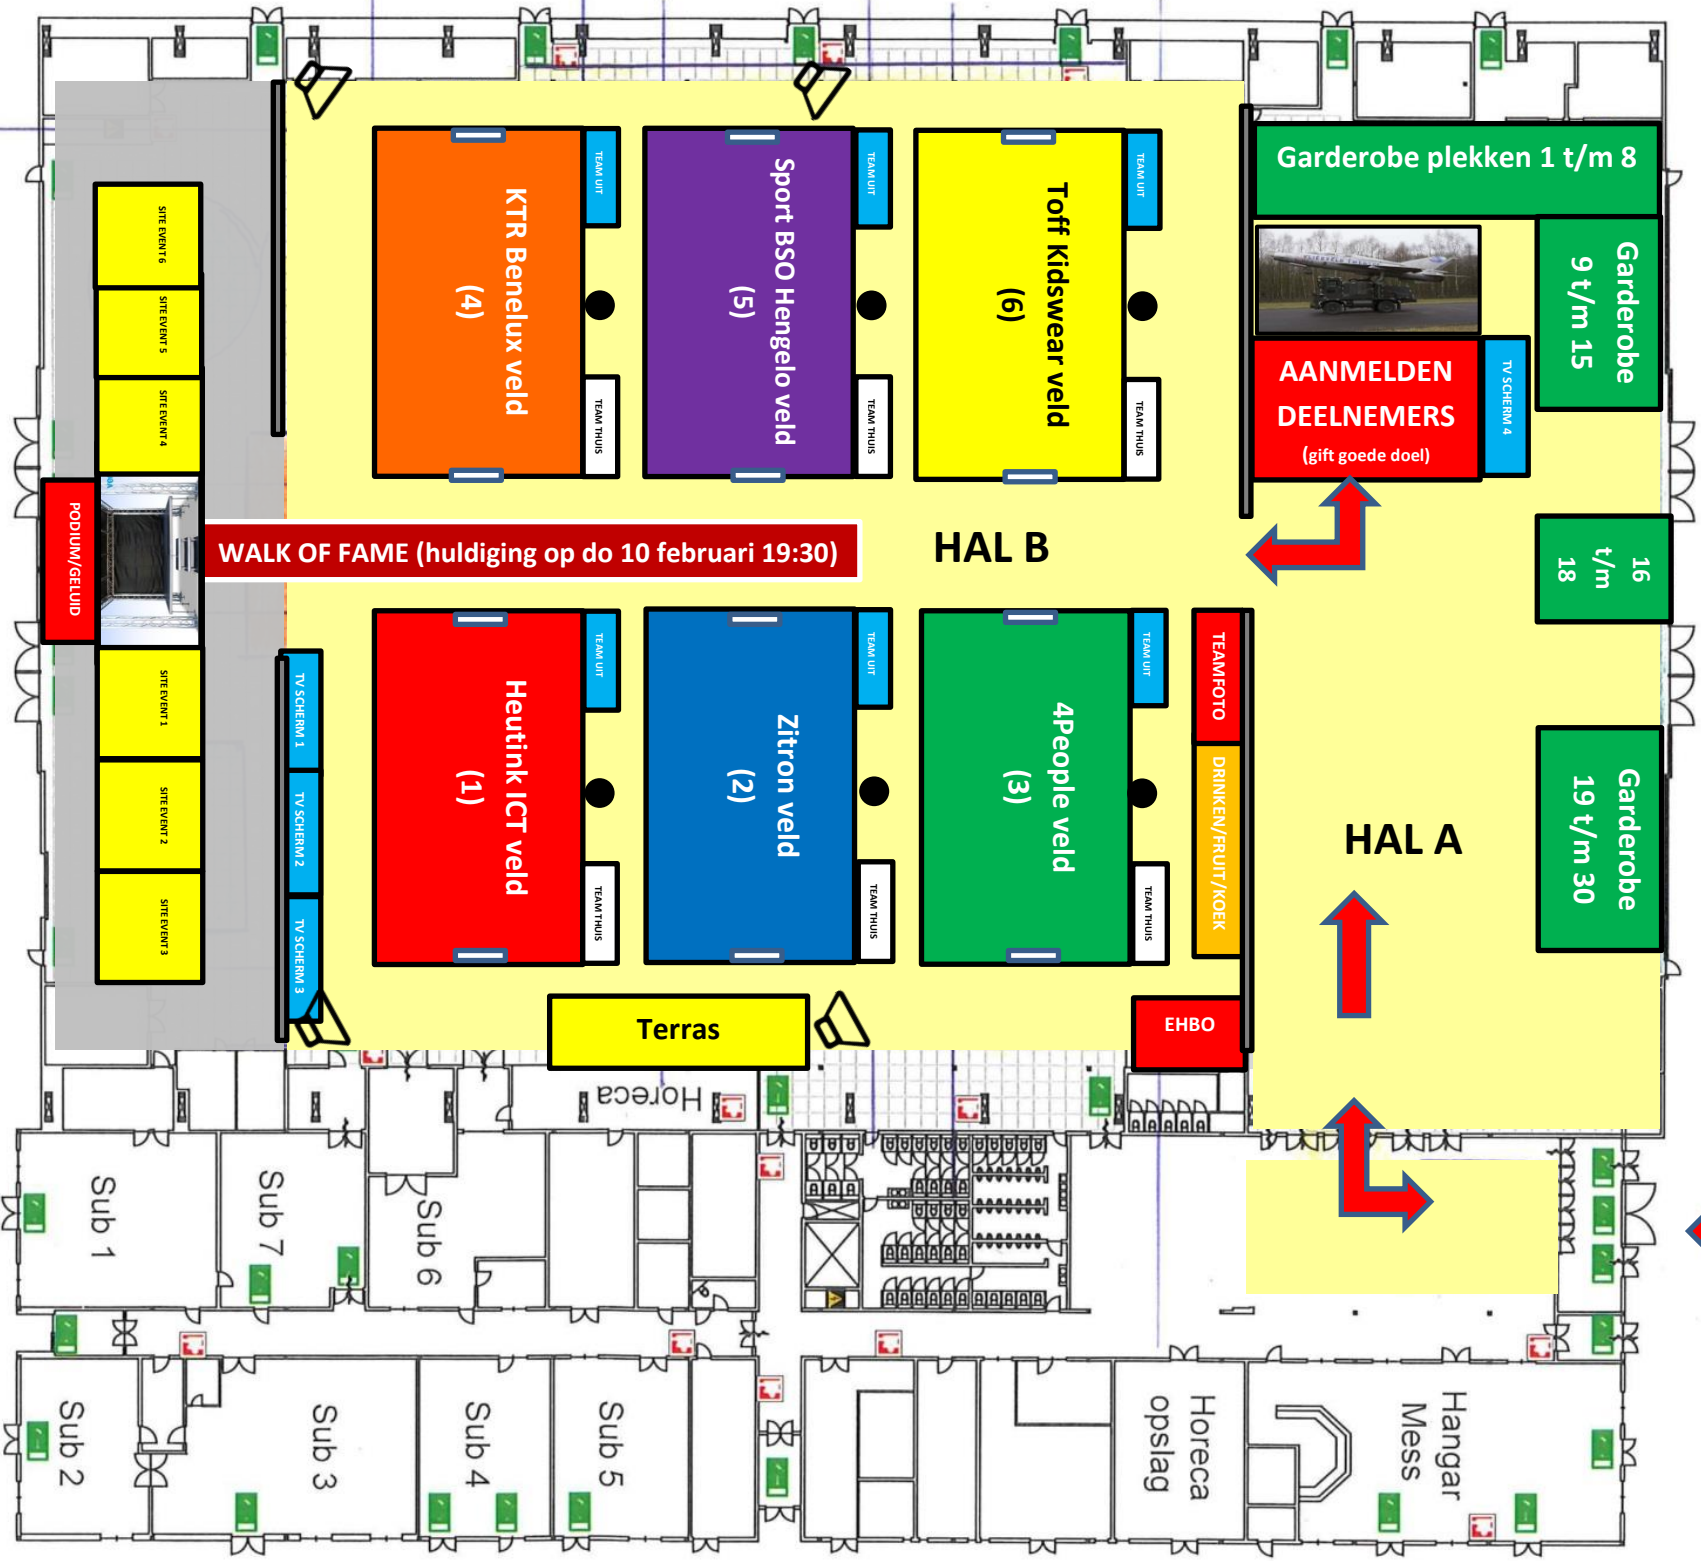 Garderobe plekken 1 t/m 8
Garderobe
9 t/m 15
AANMELDEN
DEELNEMERS
(gift goede doel)
TV SCHERM 4
16
t/m
18
Garderobe
19 t/m 30
HAL A
HAL B
KTR Benelux veld
(4)
TEAM UIT
TEAM THUIS
Sport BSO Hengelo veld
(5)
TEAM UIT
TEAM THUIS
Toff Kidswear veld
(6)
TEAM UIT
TEAM THUIS
SITE EVENT 6
SITE EVENT 5
SITE EVENT 4
PODIUM/GELUID
WALK OF FAME (huldiging op do 10 februari 19:30)
SITE EVENT 1
SITE EVENT 2
SITE EVENT 3
TV SCHERM 1
TV SCHERM 2
TV SCHERM 3
Heutink ICT veld
(1)
TEAM UIT
TEAM THUIS
Zitron veld
(2)
TEAM UIT
TEAM THUIS
4People veld
(3)
TEAM UIT
TEAM THUIS
TEAMFOTO
DRINKEN/FRUIT/KOEK
Terras
EHBO
Horeca
Sub 1
Sub 7
Sub 6
Sub 2
Sub 3
Sub 4
Sub 5
Horeca
opslag
Hangar
Mess